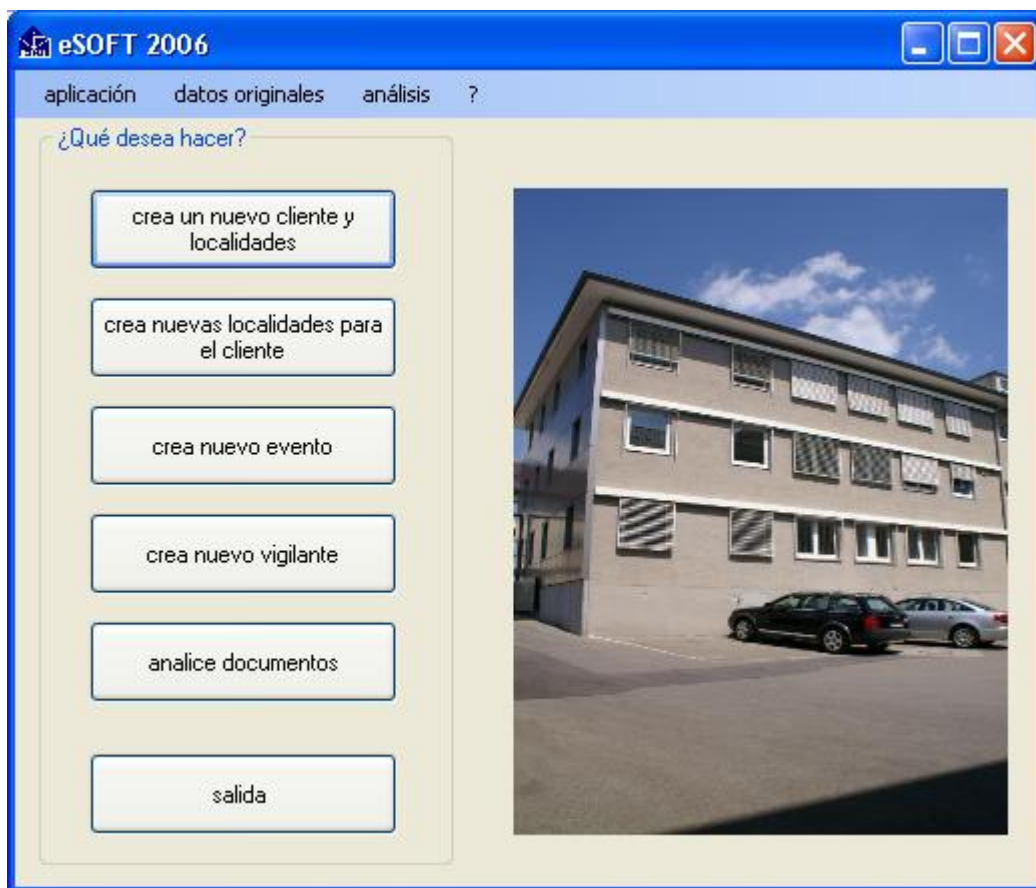 eSOFT 2006
aplicación datos originales análisis ?
¿Qué desea hacer?
crea un nuevo cliente y
localidades
crea nuevas localidades para
el cliente
crea nuevo evento
crea nuevo vigilante
analice documentos
salida